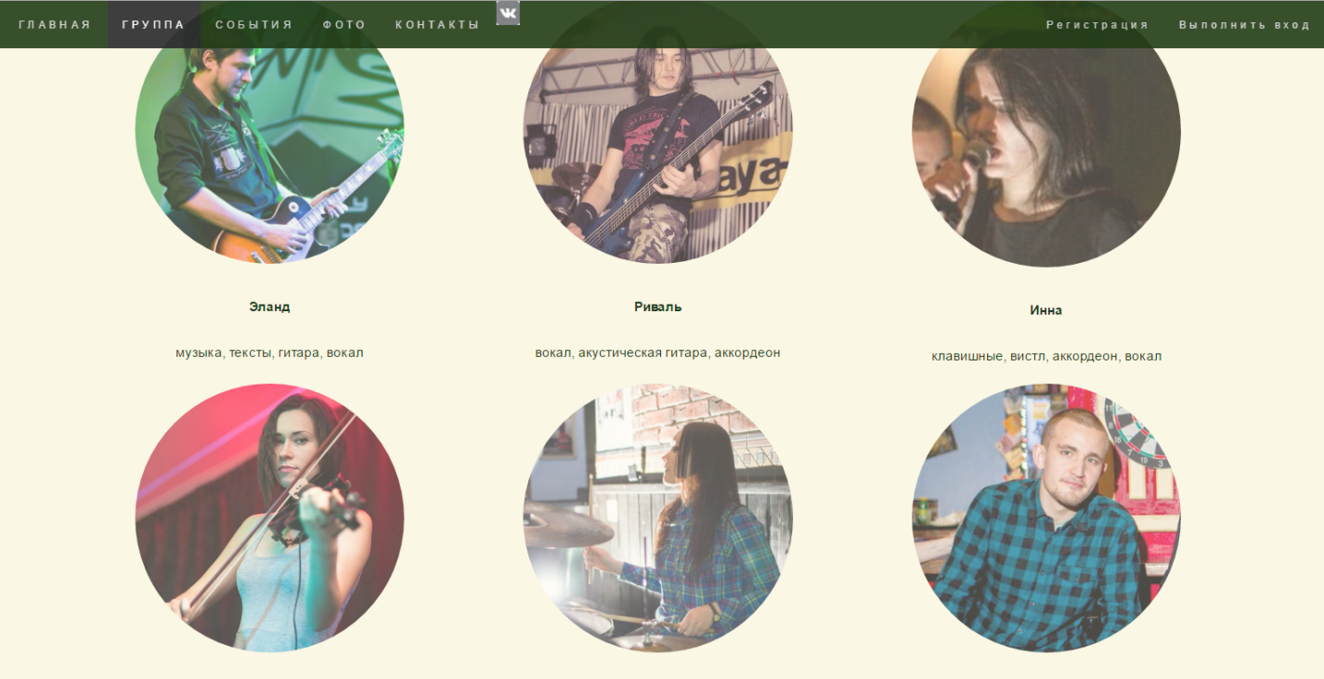 ГЛАВНАЯ ГРУППА СОБЫТИЯ ФОТО КОНТАКТЫ Регистрация Выполнить вход
aya
Эланд Риваль Инна
музыка, тексты, гитара, вокал вокал, акустическая гитара, аккордеон клавишные, вистл, аккордеон, вокал